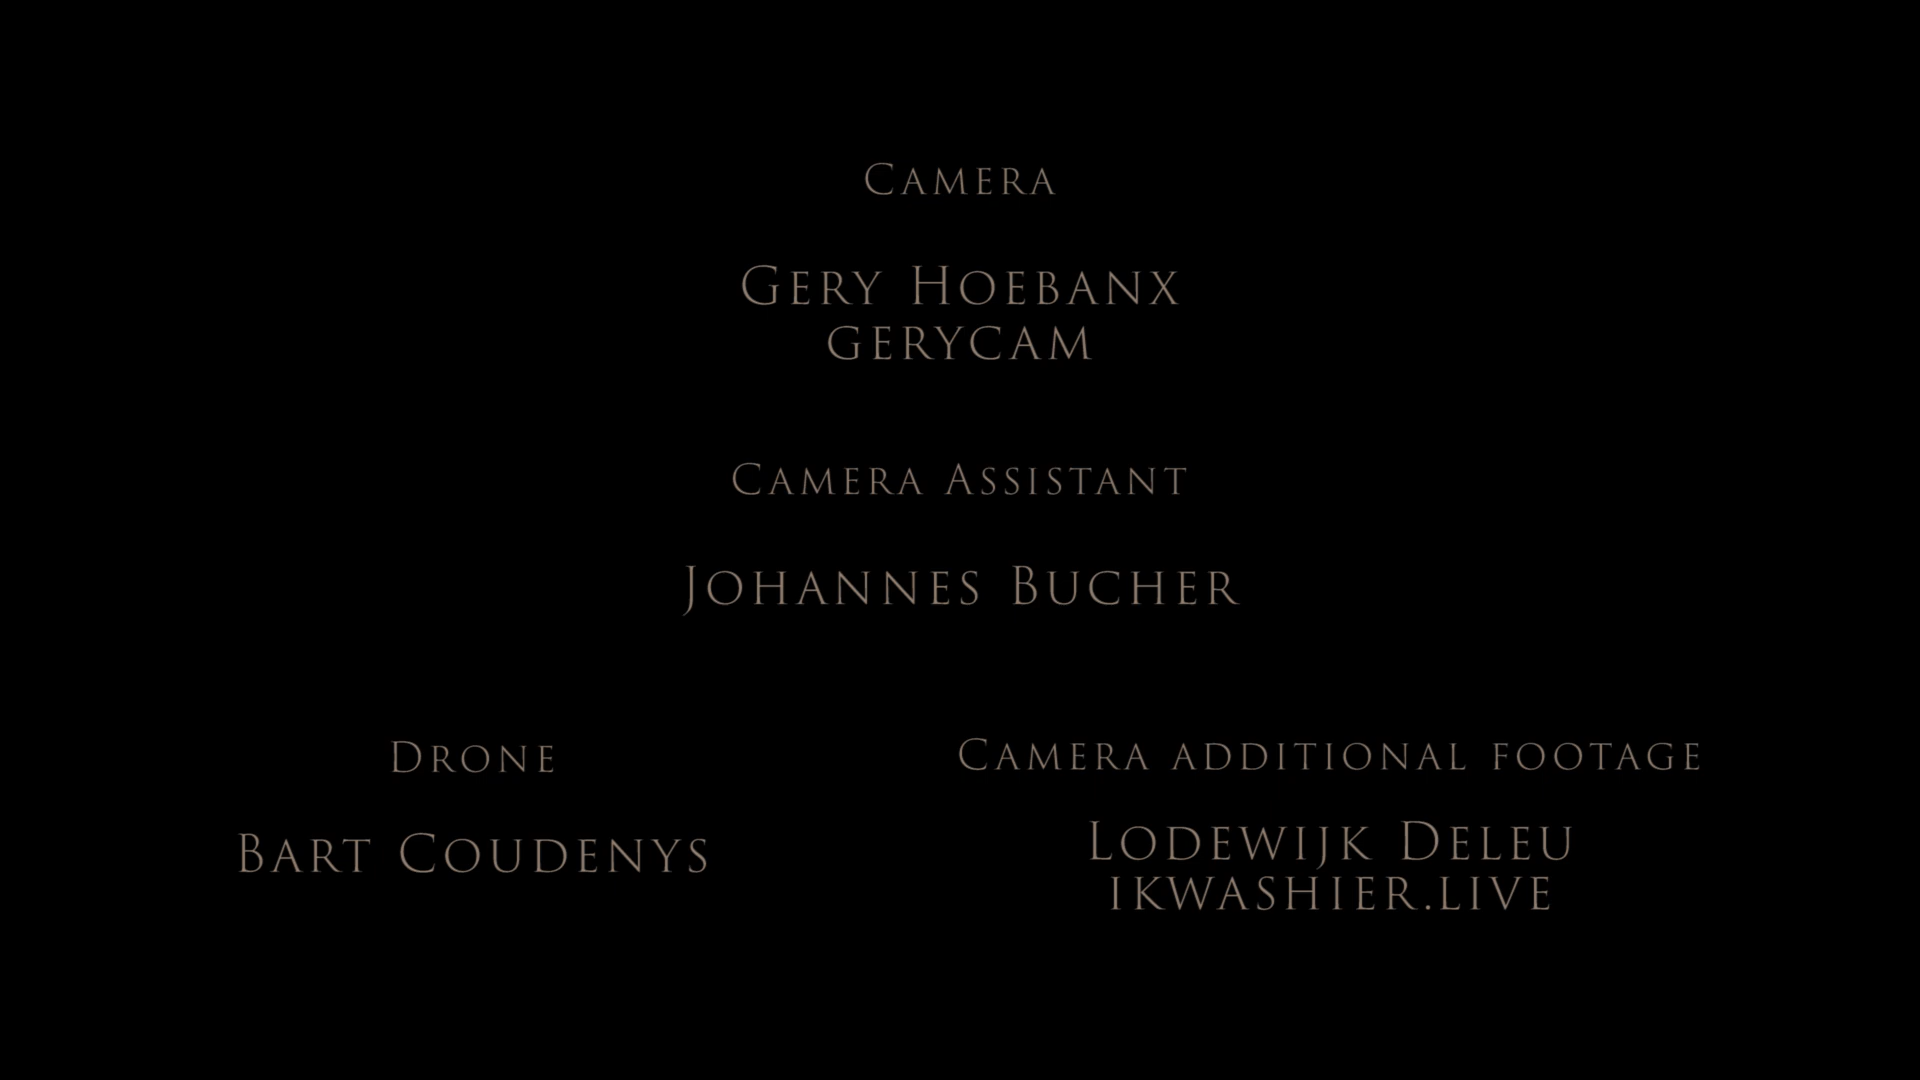 Camera
Gery Hoebanx
gerycam
Camera Assistant
Johannes Bucher
Drone
Bart Coudenys
Camera additional footage
Lodewijk Deleu
ikwashier.live